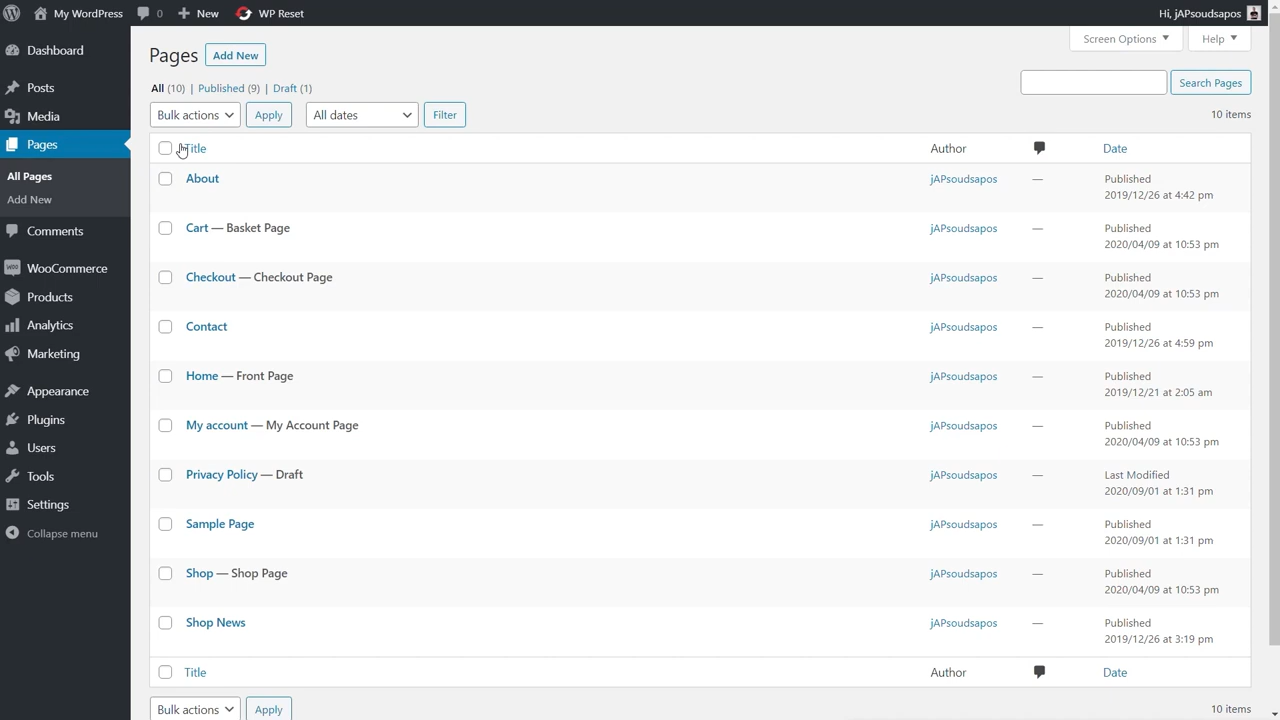 My WordPress 0 New WP Reset Hi, jAPsoudsapos
Screen Options Help
Dashboard
Posts
Media
Pages
All Pages
Add New
Comments
WooCommerce
Products
Analytics
Marketing
Appearance
Plugins
Users
Tools
Settings
Collapse menu
Pages Add New
All (10) | Published (9) | Draft (1)
Search Pages
Bulk actions Apply All dates Filter 10 items
Title Author Date
About jAPsoudsapos — Published
2019/12/26 at 4:42 pm
Cart — Basket Page jAPsoudsapos — Published
2020/04/09 at 10:53 pm
Checkout — Checkout Page jAPsoudsapos — Published
2020/04/09 at 10:53 pm
Contact jAPsoudsapos — Published
2019/12/26 at 4:59 pm
Home — Front Page jAPsoudsapos — Published
2019/12/21 at 2:05 am
My account — My Account Page jAPsoudsapos — Published
2020/04/09 at 10:53 pm
Privacy Policy — Draft jAPsoudsapos — Last Modified
2020/09/01 at 1:31 pm
Sample Page jAPsoudsapos — Published
2020/09/01 at 1:31 pm
Shop — Shop Page jAPsoudsapos — Published
2020/04/09 at 10:53 pm
Shop News jAPsoudsapos — Published
2019/12/26 at 3:19 pm
Title Author Date
Bulk actions Apply 10 items